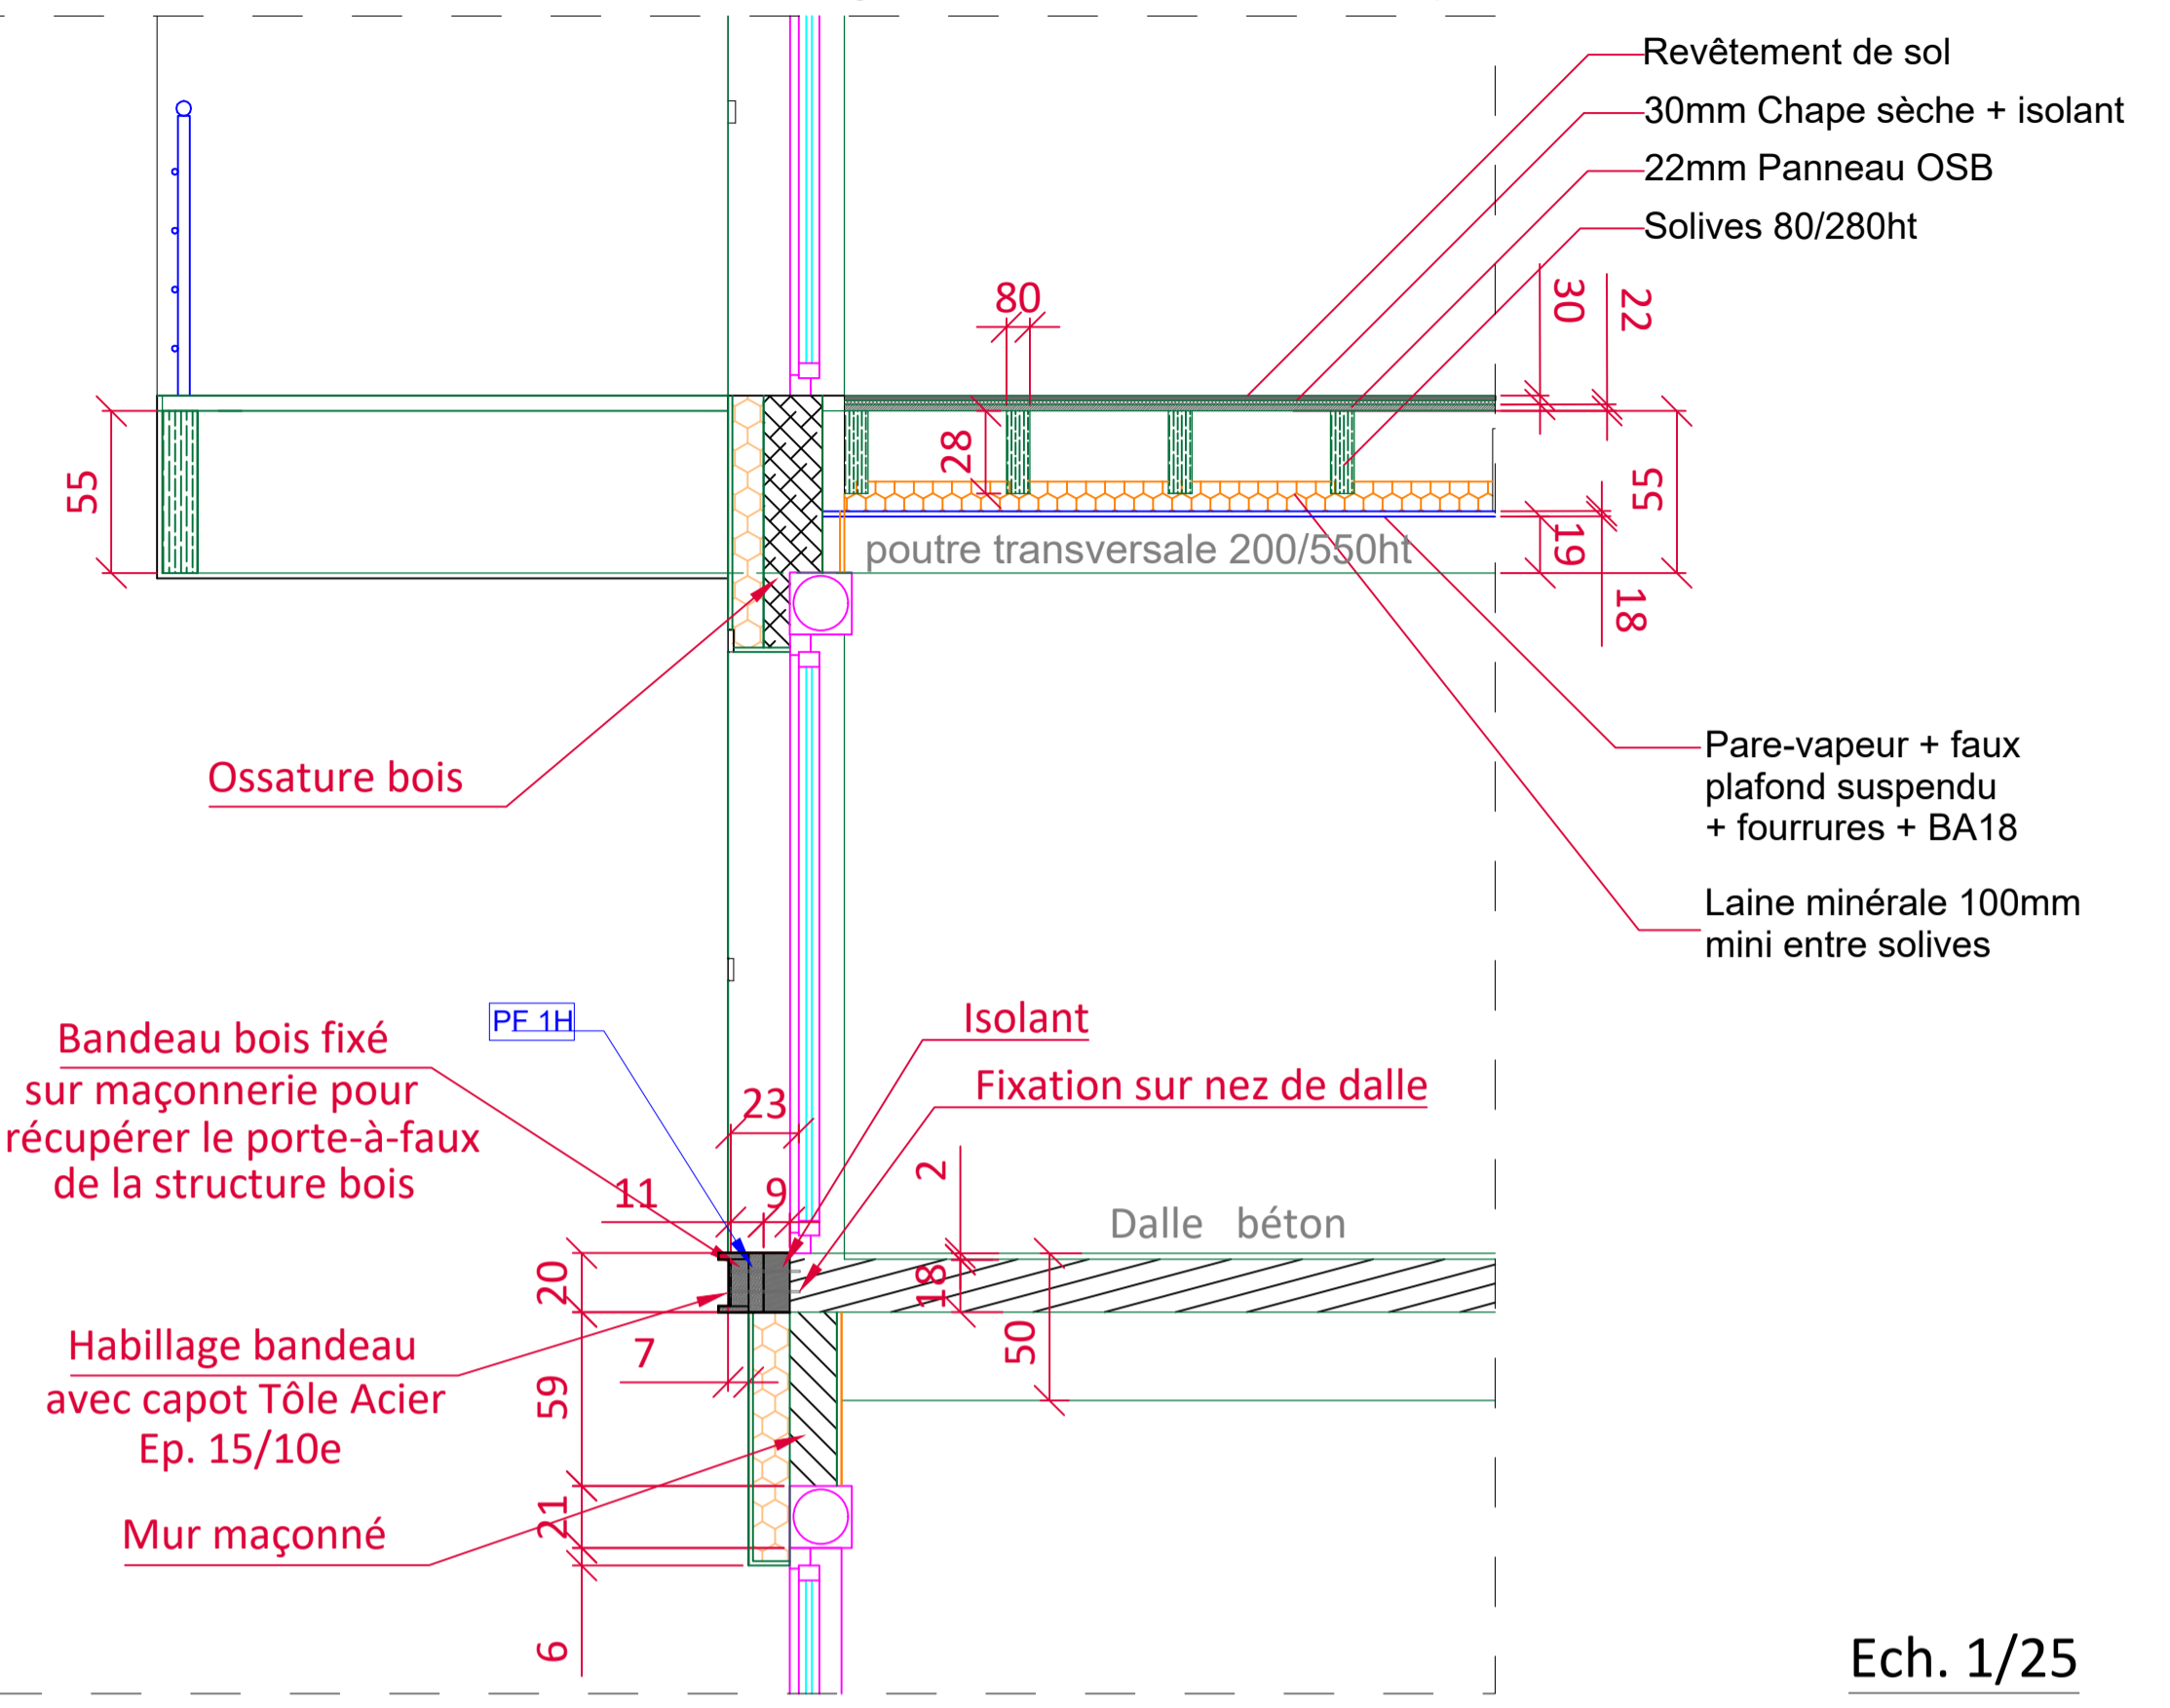 Revêtement de sol
30mm Chape sèche + isolant
22mm Panneau OSB
Solives 80/280ht
80
30
22
28
55
55
19
18
poutre transversale 200/550ht
Ossature bois
Pare-vapeur + faux
plafond suspendu
+ fourrures + BA18
Laine minérale 100mm
mini entre solives
PF 1H
Isolant
Bandeau bois fixé
sur maçonnerie pour
récupérer le porte-à-faux
de la structure bois
Fixation sur nez de dalle
23
11
9
2
Dalle béton
20
18
50
7
59
Habillage bandeau
avec capot Tôle Acier
Ep. 15/10e
21
Mur maçonné
6
Ech. 1/25